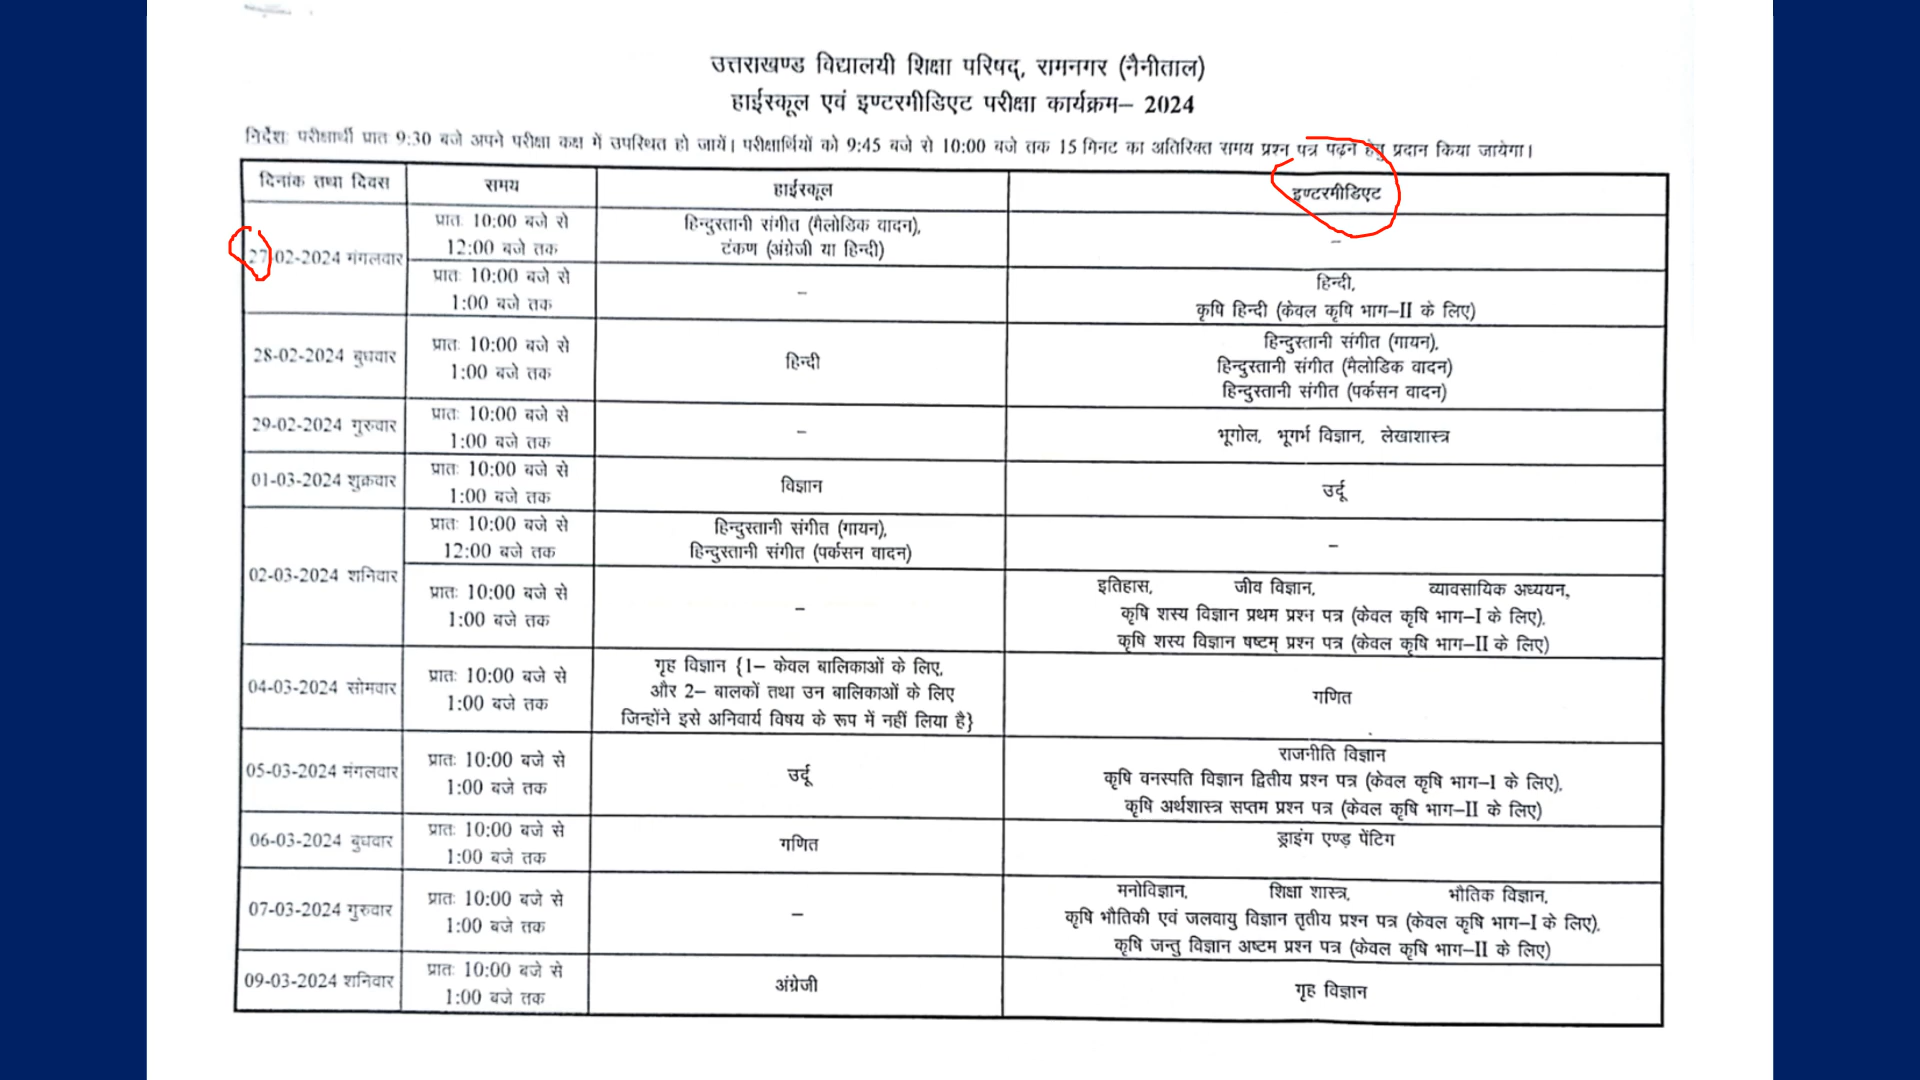 उत्तराखण्ड विद्यालयी शिक्षा परिषद्, रामनगर (नैनीताल)
हाईस्कूल एवं इण्टरमीडिएट परीक्षा कार्यक्रम– 2024
निर्देशः परीक्षार्थी प्रात 9:30 बजे अपने परीक्षा कक्ष में उपस्थित हो जायें। परीक्षार्थियों को 9:45 बजे से 10:00 बजे तक 15 मिनट का अतिरिक्त समय प्रश्न पत्र पढ़ने हेतु प्रदान किया जायेगा।
दिनांक तथा दिवस समय हाईस्कूल इण्टरमीडिएट
27-02-2024 मंगलवार
प्रातः 10:00 बजे से
12:00 बजे तक
हिन्दुस्तानी संगीत (मैलोडिक वादन),
टंकण (अंग्रेजी या हिन्दी)
–
प्रातः 10:00 बजे से
1:00 बजे तक
–
हिन्दी,
कृषि हिन्दी (केवल कृषि भाग–II के लिए)
28-02-2024 बुधवार
प्रातः 10:00 बजे से
1:00 बजे तक
हिन्दी
हिन्दुस्तानी संगीत (गायन),
हिन्दुस्तानी संगीत (मैलोडिक वादन)
हिन्दुस्तानी संगीत (पर्कसन वादन)
29-02-2024 गुरुवार
प्रातः 10:00 बजे से
1:00 बजे तक
–
भूगोल, भूगर्भ विज्ञान, लेखाशास्त्र
01-03-2024 शुक्रवार
प्रातः 10:00 बजे से
1:00 बजे तक
विज्ञान
उर्दू
02-03-2024 शनिवार
प्रातः 10:00 बजे से
12:00 बजे तक
हिन्दुस्तानी संगीत (गायन),
हिन्दुस्तानी संगीत (पर्कसन वादन)
–
प्रातः 10:00 बजे से
1:00 बजे तक
–
इतिहास, जीव विज्ञान, व्यावसायिक अध्ययन,
कृषि शस्य विज्ञान प्रथम प्रश्न पत्र (केवल कृषि भाग–I के लिए),
कृषि शस्य विज्ञान षष्टम् प्रश्न पत्र (केवल कृषि भाग–II के लिए)
04-03-2024 सोमवार
प्रातः 10:00 बजे से
1:00 बजे तक
गृह विज्ञान {1– केवल बालिकाओं के लिए,
और 2– बालकों तथा उन बालिकाओं के लिए
जिन्होंने इसे अनिवार्य विषय के रूप में नहीं लिया है}
गणित
05-03-2024 मंगलवार
प्रातः 10:00 बजे से
1:00 बजे तक
उर्दू
राजनीति विज्ञान
कृषि वनस्पति विज्ञान द्वितीय प्रश्न पत्र (केवल कृषि भाग–I के लिए),
कृषि अर्थशास्त्र सप्तम प्रश्न पत्र (केवल कृषि भाग–II के लिए)
06-03-2024 बुधवार
प्रातः 10:00 बजे से
1:00 बजे तक
गणित
ड्राइंग एण्ड़ पेंटिग
07-03-2024 गुरुवार
प्रातः 10:00 बजे से
1:00 बजे तक
–
मनोविज्ञान, शिक्षा शास्त्र, भौतिक विज्ञान,
कृषि भौतिकी एवं जलवायु विज्ञान तृतीय प्रश्न पत्र (केवल कृषि भाग–I के लिए),
कृषि जन्तु विज्ञान अष्टम प्रश्न पत्र (केवल कृषि भाग–II के लिए)
09-03-2024 शनिवार
प्रातः 10:00 बजे से
1:00 बजे तक
अंग्रेजी
गृह विज्ञान